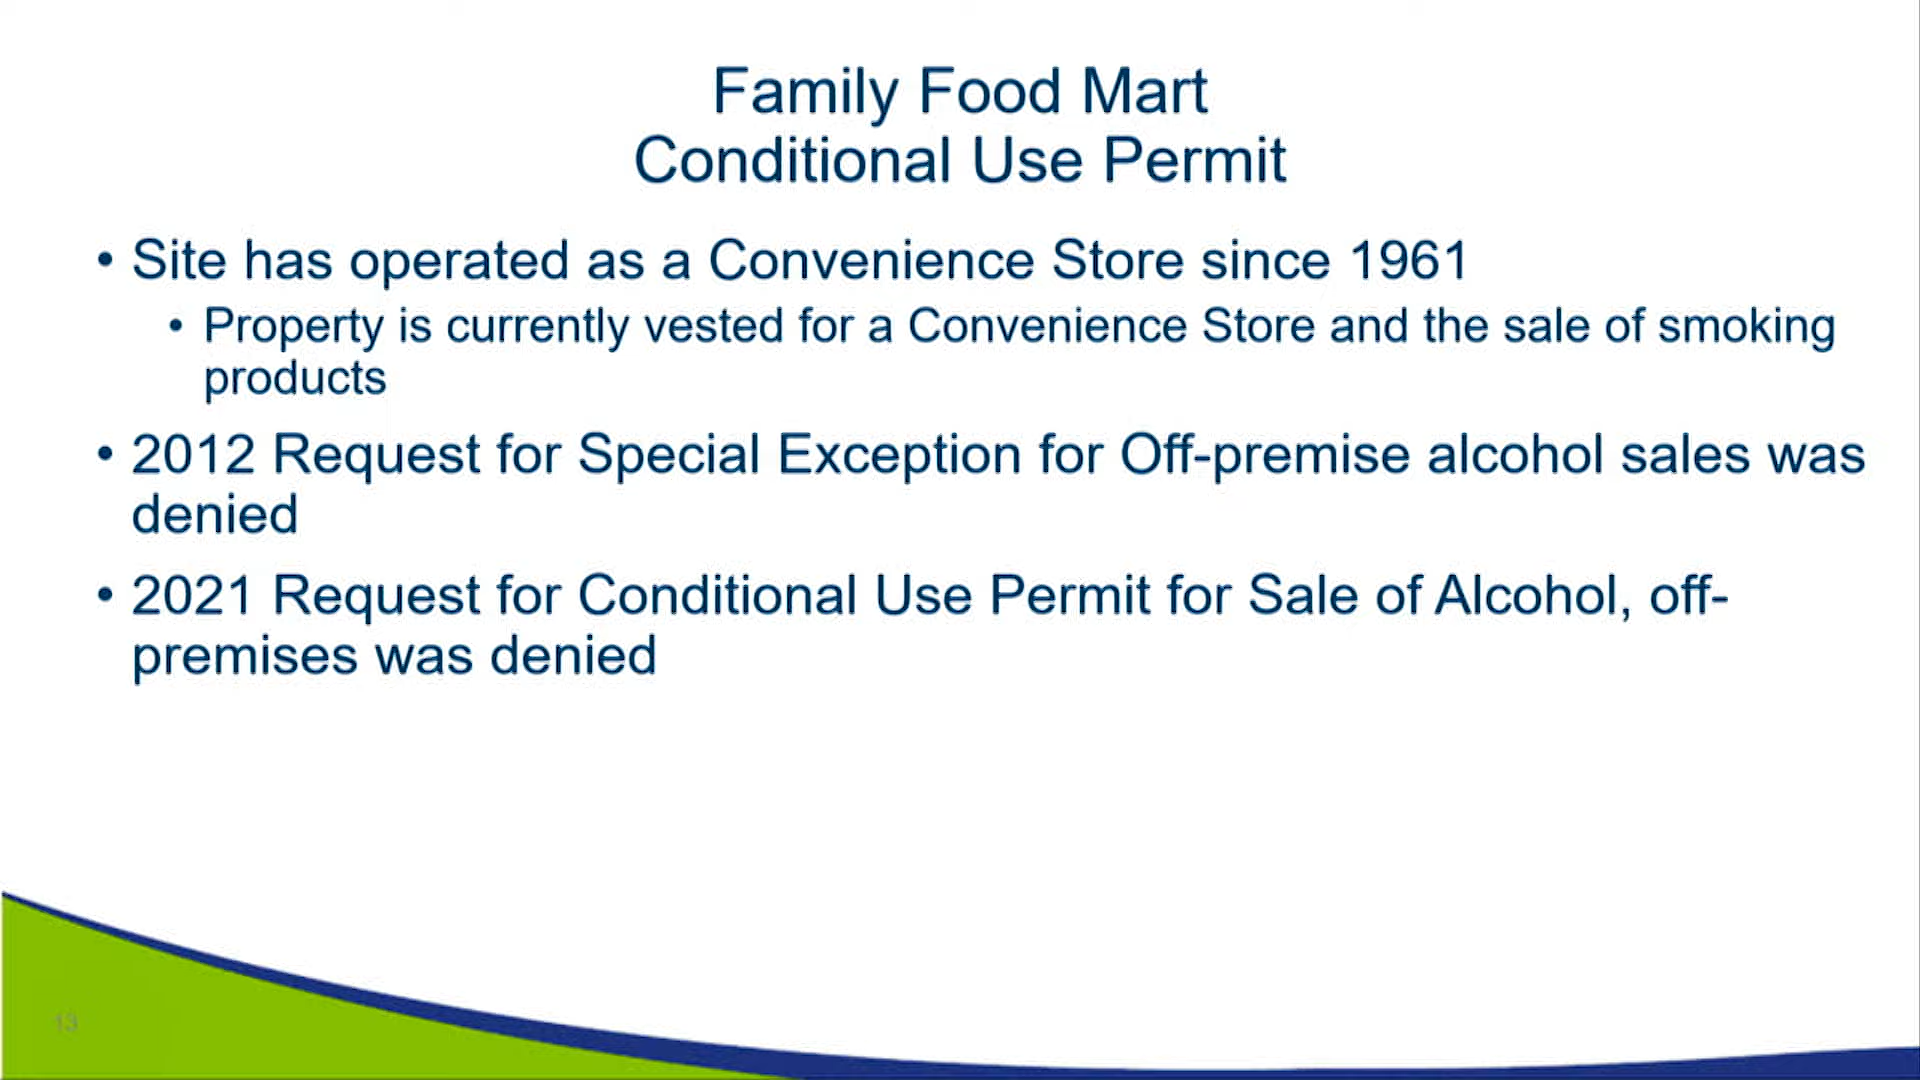 Family Food Mart
Conditional Use Permit
• Site has operated as a Convenience Store since 1961
• Property is currently vested for a Convenience Store and the sale of smoking
products
• 2012 Request for Special Exception for Off-premise alcohol sales was
denied
• 2021 Request for Conditional Use Permit for Sale of Alcohol, off-
premises was denied
13